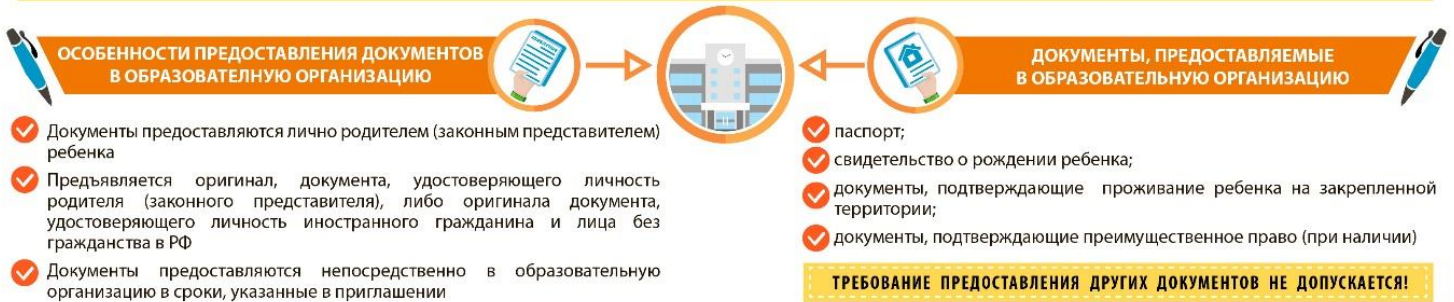 ОСОБЕННОСТИ ПРЕДОСТАВЛЕНИЯ ДОКУМЕНТОВ
В ОБРАЗОВАТЕЛНУЮ ОРГАНИЗАЦИЮ
Документы предоставляются лично родителем (законным представителем)
ребенка
Предъявляется оригинал, документа, удостоверяющего личность
родителя (законного представителя), либо оригинала документа,
удостоверяющего личность иностранного гражданина и лица без
гражданства в РФ
Документы предоставляются непосредственно в образовательную
организацию в сроки, указанные в приглашении
ДОКУМЕНТЫ, ПРЕДОСТАВЛЯЕМЫЕ
В ОБРАЗОВАТЕЛЬНУЮ ОРГАНИЗАЦИЮ
паспорт;
свидетельство о рождении ребенка;
документы, подтверждающие проживание ребенка на закрепленной
территории;
документы, подтверждающие преимущественное право (при наличии)
ТРЕБОВАНИЕ ПРЕДОСТАВЛЕНИЯ ДРУГИХ ДОКУМЕНТОВ НЕ ДОПУСКАЕТСЯ!